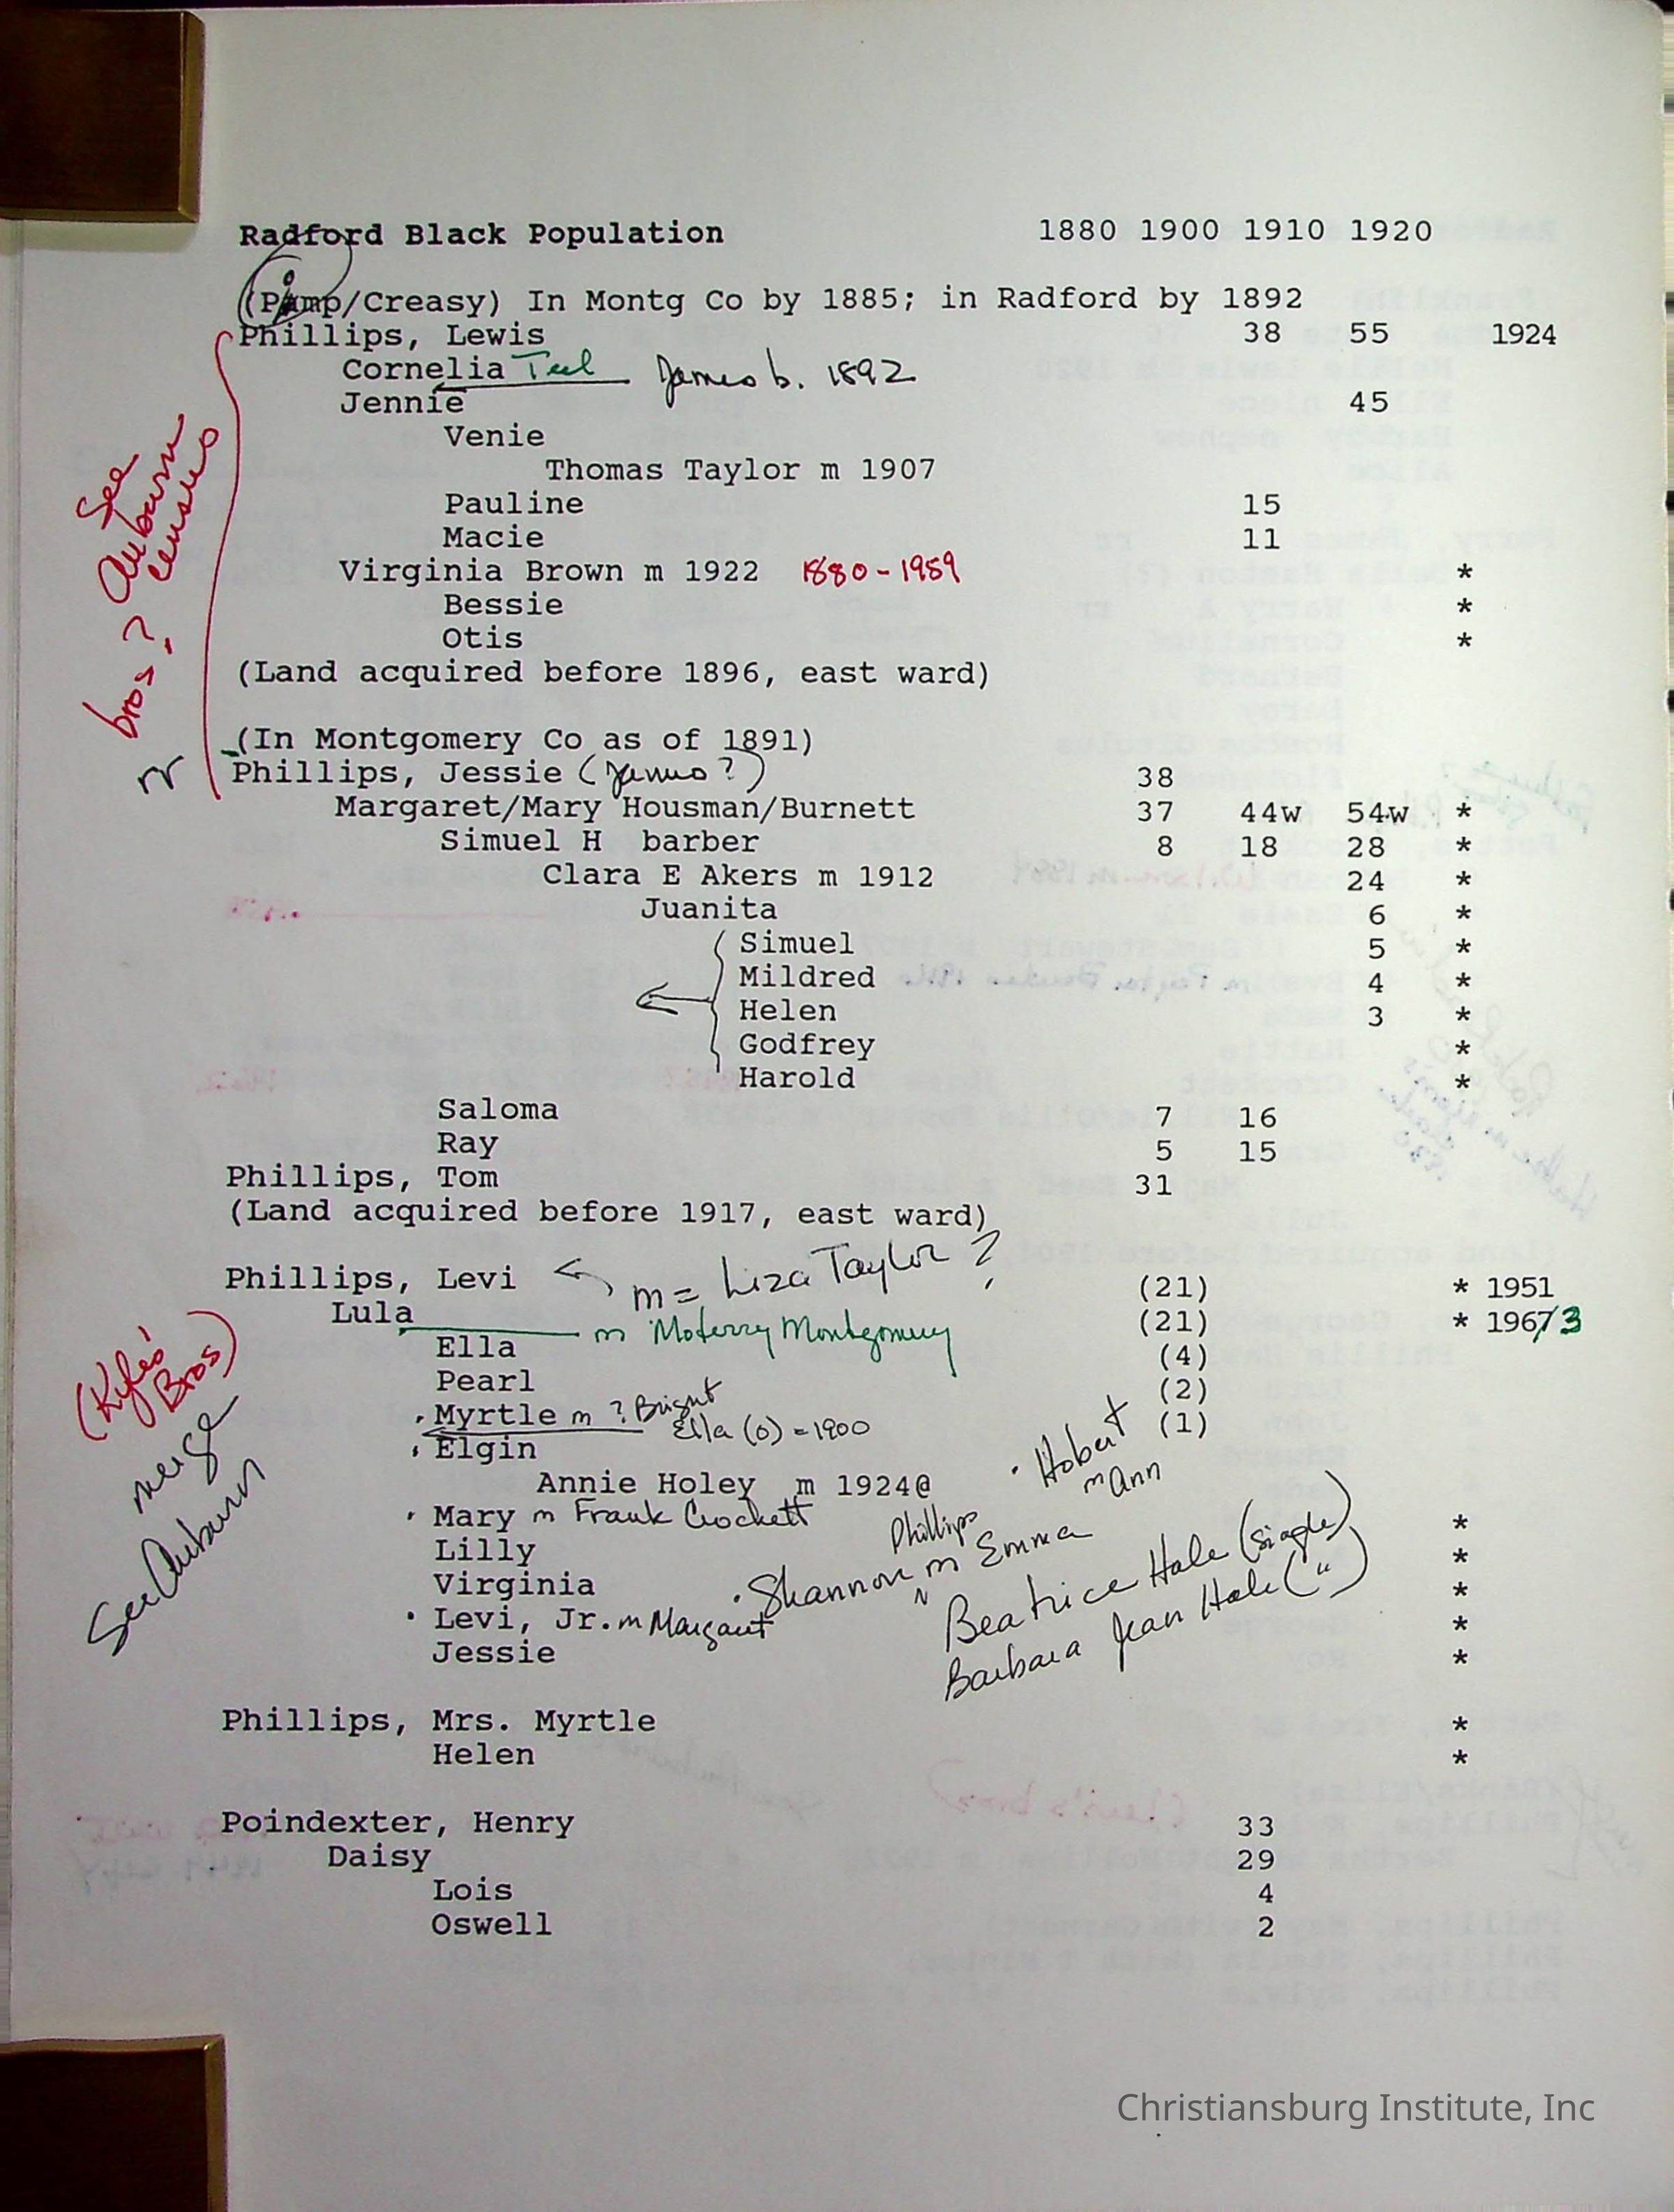 Radford Black Population 1880 1900 1910 1920
(Pimp/Creasy) In Montg Co by 1885; in Radford by 1892
Phillips, Lewis 38 55 1924
Cornelia Teel James b. 1892
Jennie 45
Venie
Thomas Taylor m 1907
Pauline 15
Macie 11
Virginia Brown m 1922 1880-1959 *
Bessie *
Otis *
(Land acquired before 1896, east ward)
See Auburn census
bros?
(In Montgomery Co as of 1891)
Phillips, Jessie (James?) 38
Margaret/Mary Housman/Burnett 37 44w 54w *
Simuel H barber 8 18 28 *
Clara E Akers m 1912 24 *
Juanita 6 *
Simuel 5 *
Mildred 4 *
Helen 3 *
Godfrey *
Harold *
Saloma 7 16
Ray 5 15
Phillips, Tom 31
(Land acquired before 1917, east ward)
Phillips, Levi m = Liza Taylor? (21) * 1951
Lula m Moterry Montgomery (21) * 1967/3
Ella (4)
Pearl (2)
Myrtle m ? Bright (1)
Ella (0) = 1900
Elgin
Annie Holey m 1924@
Hobert
m Ann
Mary m Frank Crockett *
Lilly *
Virginia *
Phillips
Shannon m Emma
Levi, Jr. m Margaret *
Jessie *
Beatrice Hale (single)
Barbara Jean Hale (")
(Kyles' Bros)
merge
See Auburn
Phillips, Mrs. Myrtle *
Helen *
Poindexter, Henry 33
Daisy 29
Lois 4
Oswell 2
Christiansburg Institute, Inc